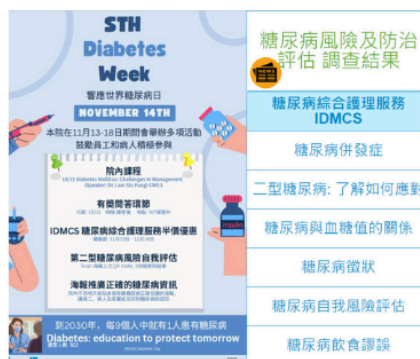 STH
Diabetes
Week
響應世界糖尿病日
NOVEMBER 14TH
本院在11月13-18日期間會舉辦多項活動
鼓勵員工和病人積極參與
院內課程
有獎問答環節
IDMCS 糖尿病綜合護理服務半價優惠
第二型糖尿病風險自我評估
海報推廣正確的糖尿病資訊
insulin
到2030年，每9個人中就有1人患有糖尿病
Diabetes: education to protect tomorrow
糖尿病風險及防治
評估 調查結果
NEWS
糖尿病綜合護理服務
IDMCS
糖尿病併發症
二型糖尿病: 了解如何應對
糖尿病與血糖值的關係
糖尿病徵狀
糖尿病自我風險評估
糖尿病飲食謬誤